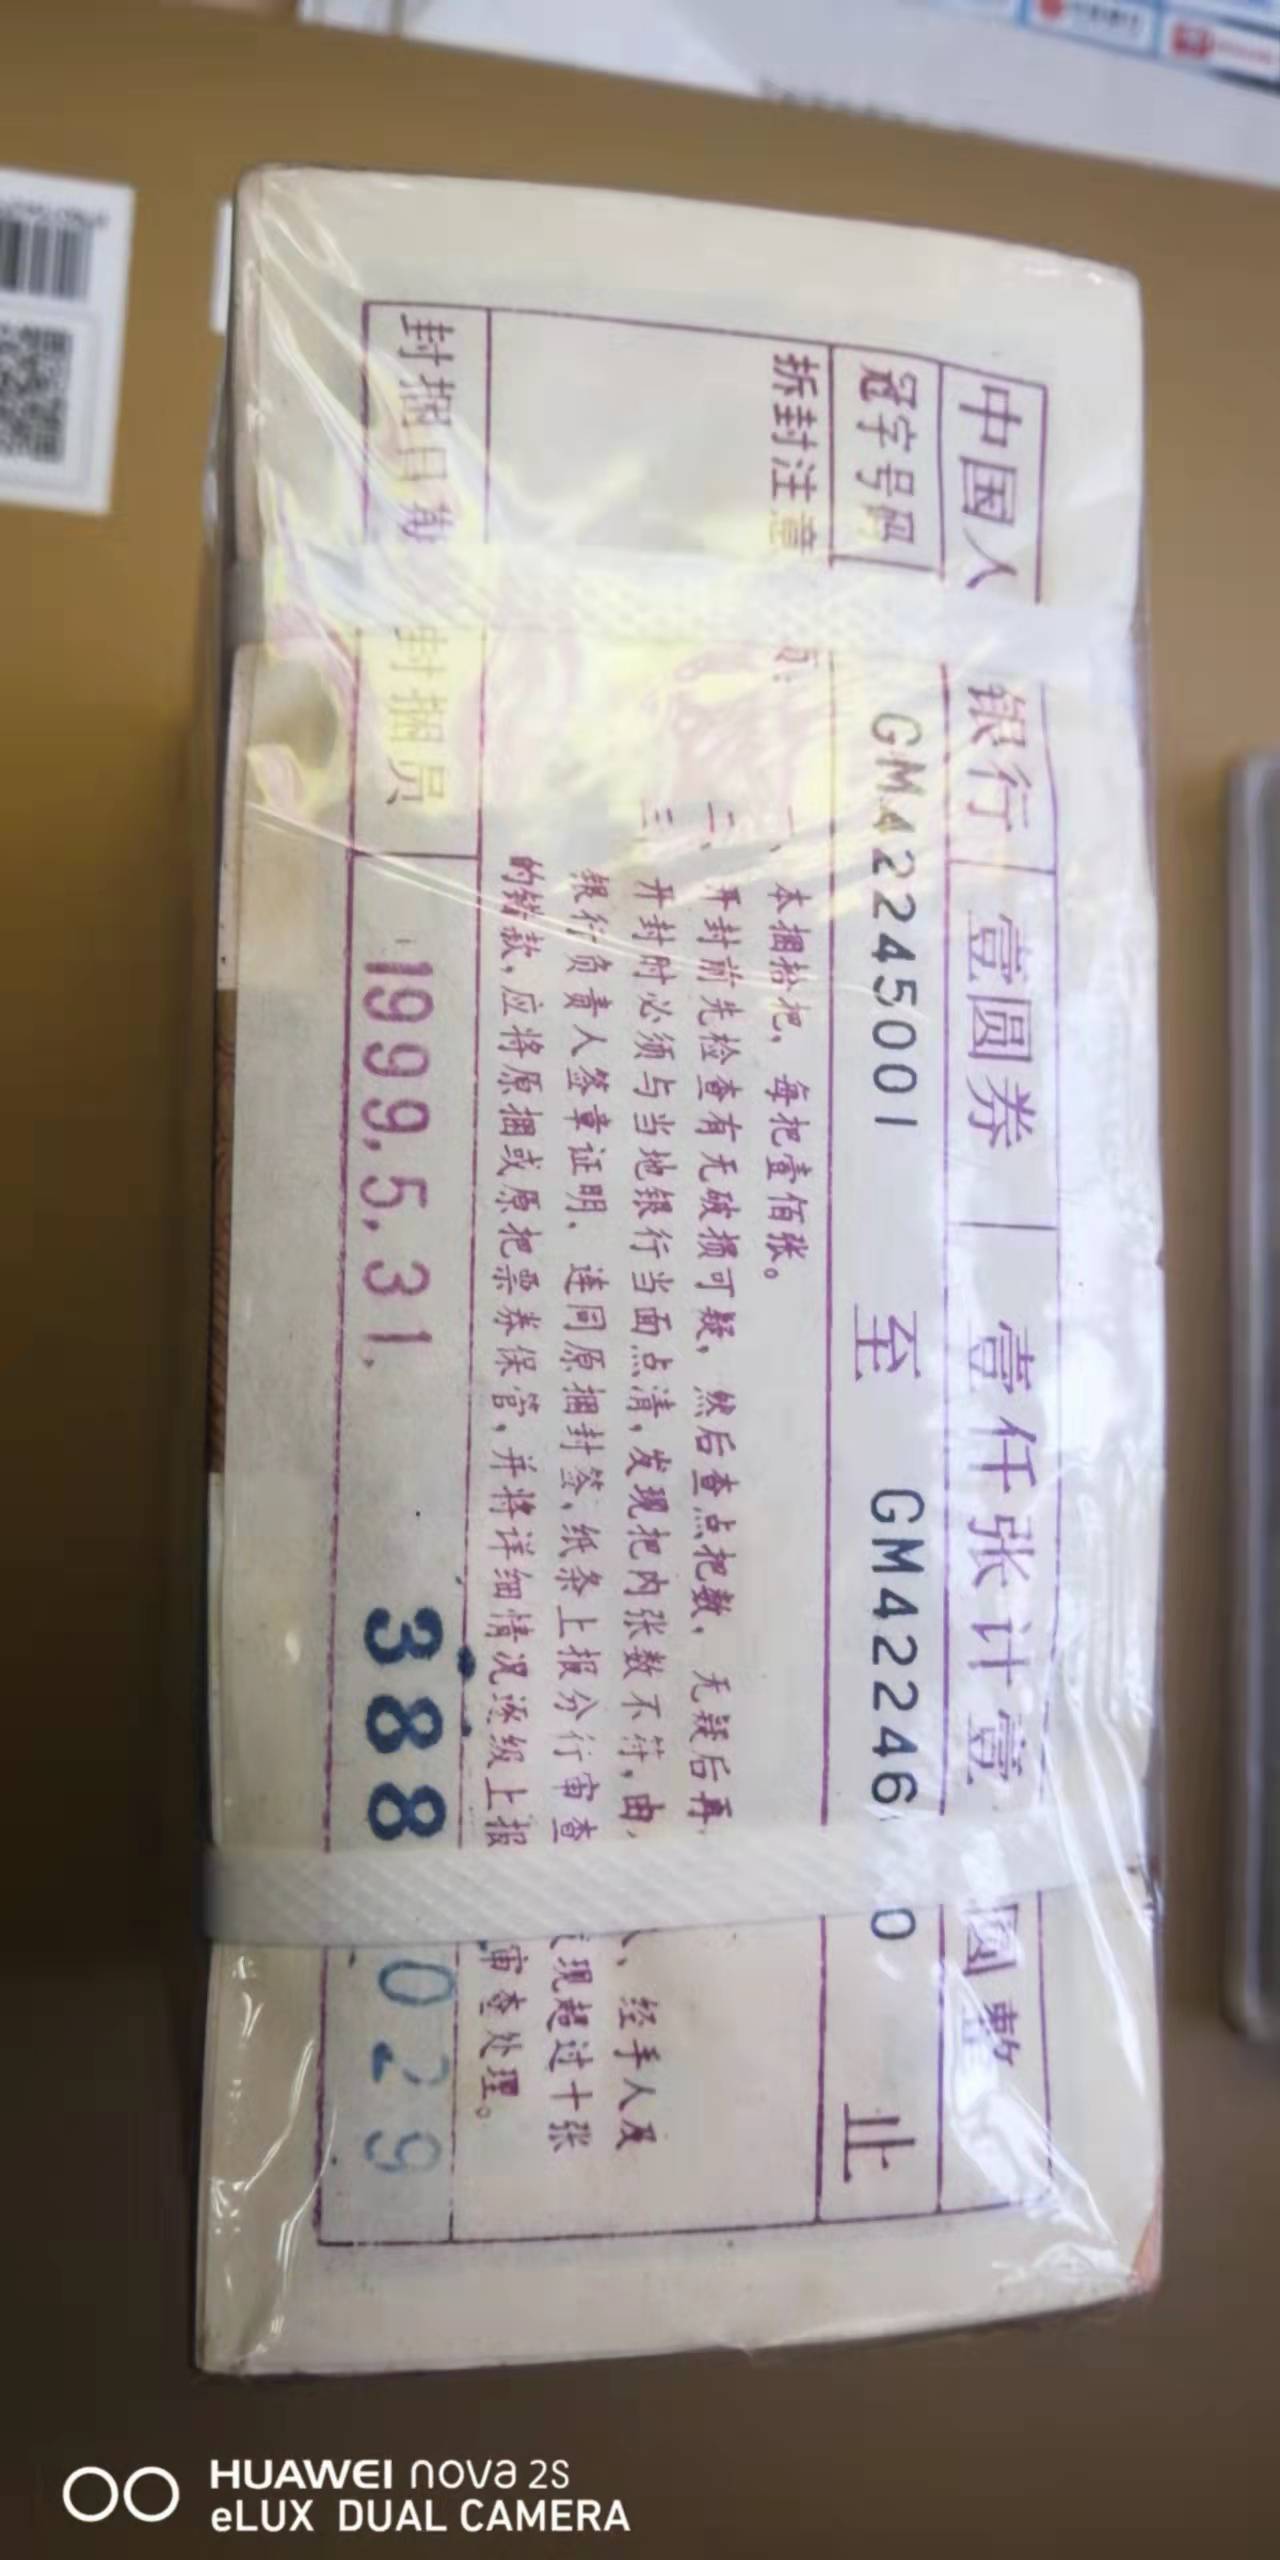 中国人 银行 壹圆券 壹仟张计壹 圆整
冠字号码 GM42245001 至 GM422460 0 止
拆封注意 项:
一、本捆拾把,每把壹佰张。
二、开封前先检查有无破损可疑,然后查点把数,无疑后再
三、开封时必须与当地银行当面点清,发现把内张数不符,由 、经手人及
银行负责人签章证明、连同原捆封签,纸条上报分行审查 现超过十张
的错款,应将原捆或原把票券保管,并将详细情况逐级上报 审查处理。
封捆日期 封捆员 1999.5.31. 388 029
HUAWEI nova 2s
eLUX DUAL CAMERA